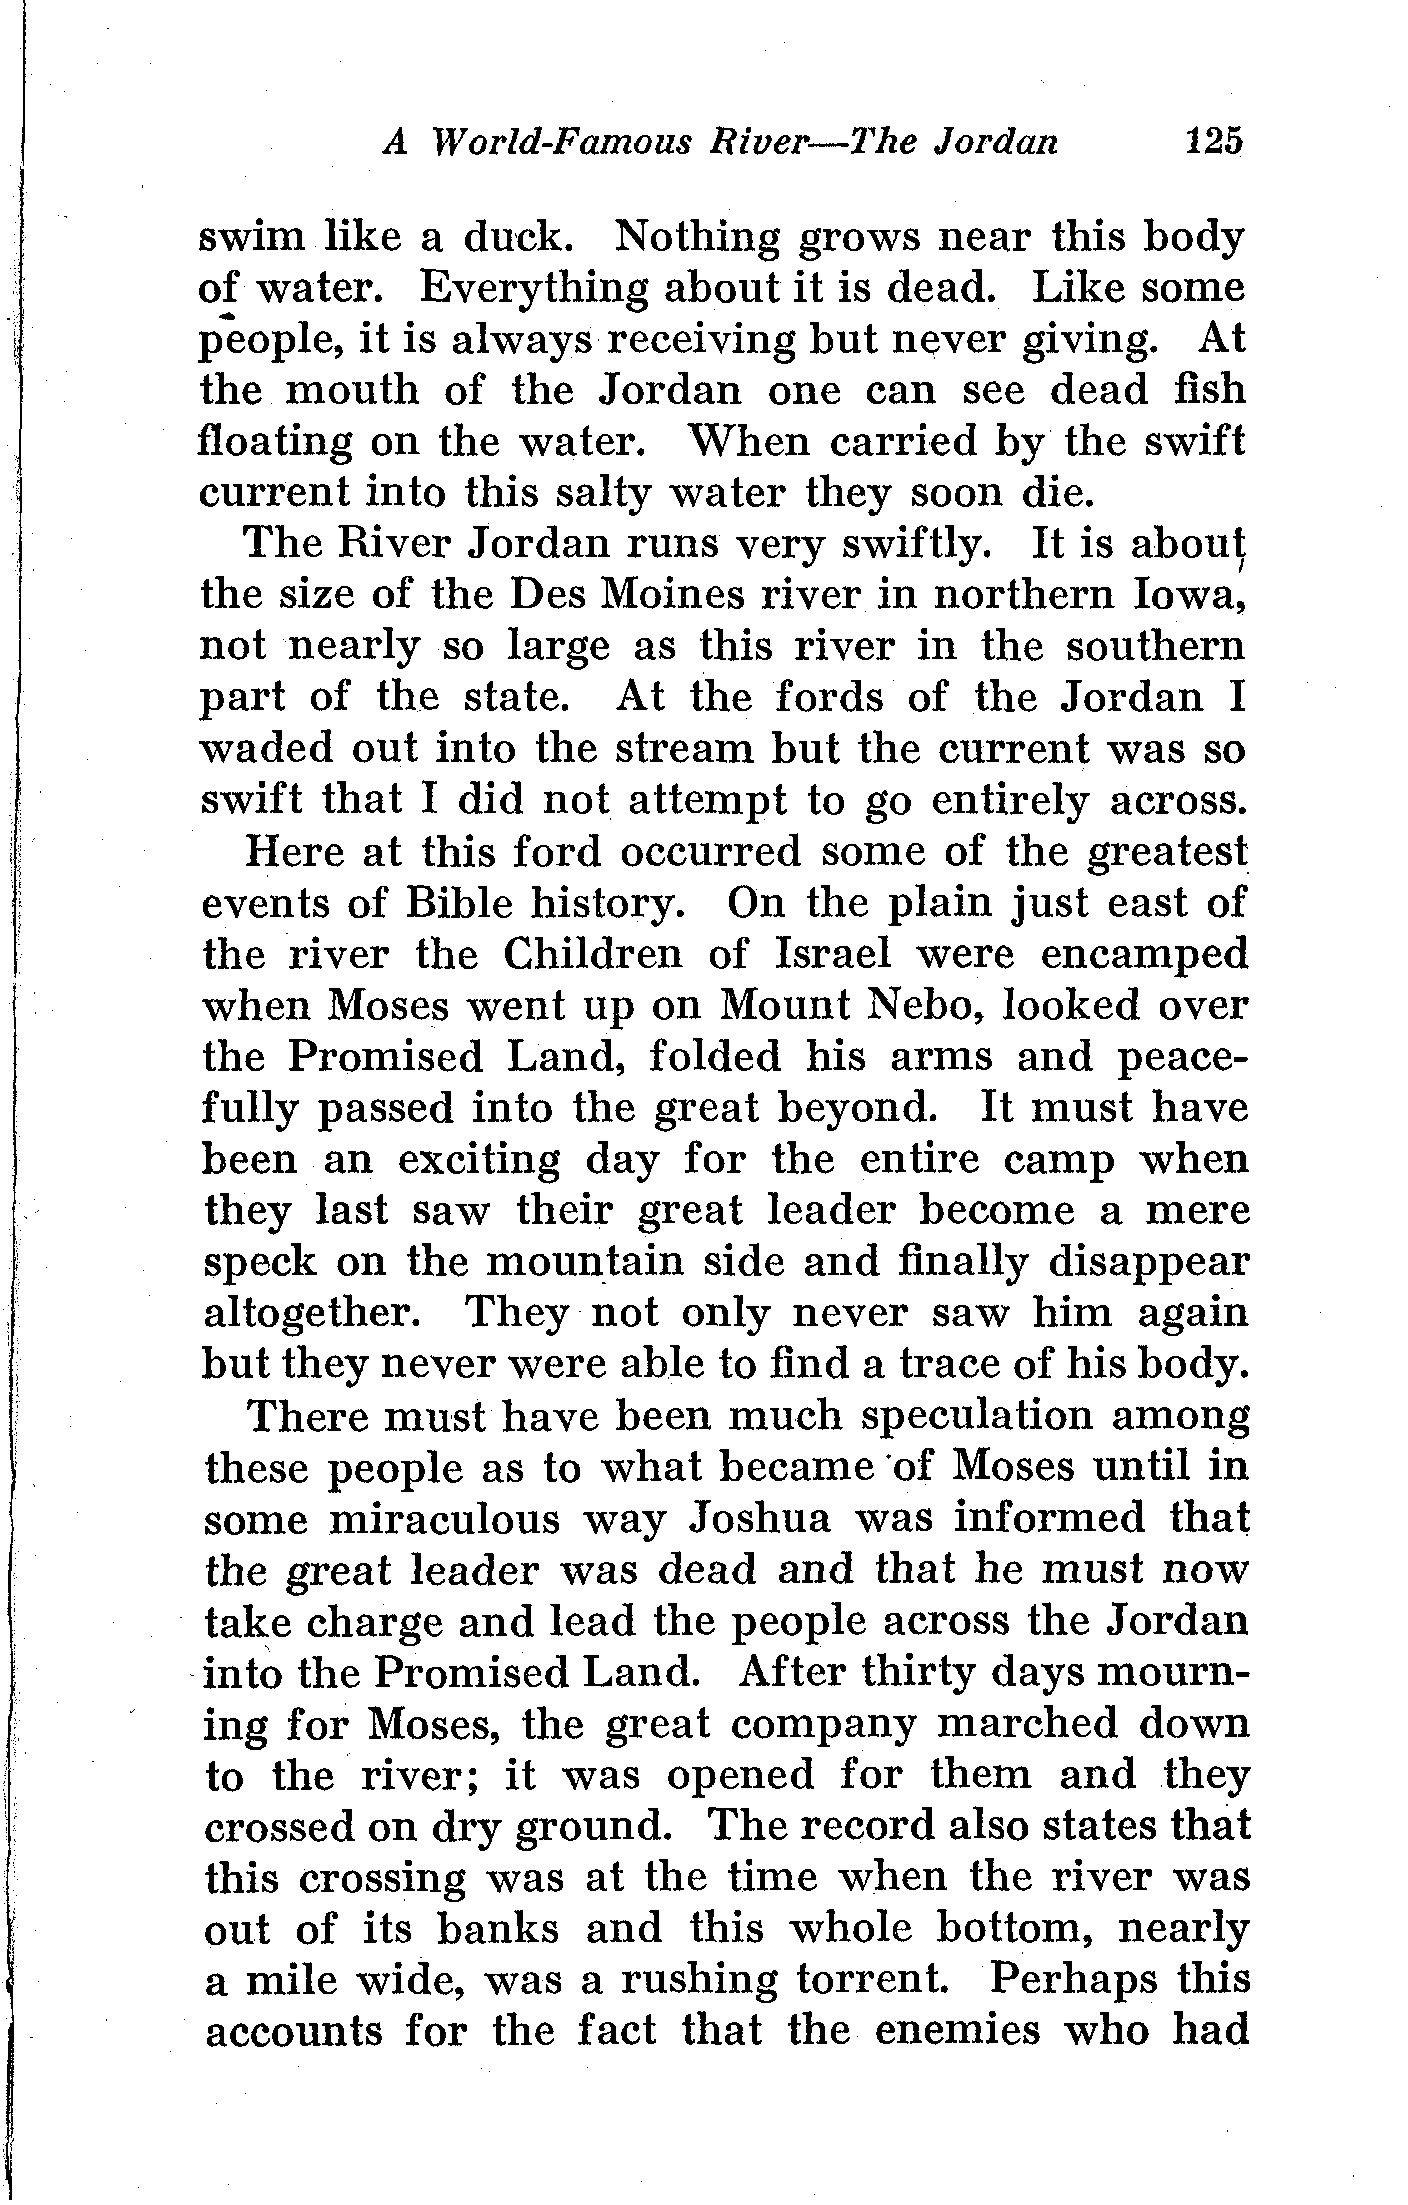 A World-Famous River—The Jordan 125
swim like a duck. Nothing grows near this body
of water. Everything about it is dead. Like some
people, it is always receiving but never giving. At
the mouth of the Jordan one can see dead fish
floating on the water. When carried by the swift
current into this salty water they soon die.
The River Jordan runs very swiftly. It is about
the size of the Des Moines river in northern Iowa,
not nearly so large as this river in the southern
part of the state. At the fords of the Jordan I
waded out into the stream but the current was so
swift that I did not attempt to go entirely across.
Here at this ford occurred some of the greatest
events of Bible history. On the plain just east of
the river the Children of Israel were encamped
when Moses went up on Mount Nebo, looked over
the Promised Land, folded his arms and peace-
fully passed into the great beyond. It must have
been an exciting day for the entire camp when
they last saw their great leader become a mere
speck on the mountain side and finally disappear
altogether. They not only never saw him again
but they never were able to find a trace of his body.
There must have been much speculation among
these people as to what became of Moses until in
some miraculous way Joshua was informed that
the great leader was dead and that he must now
take charge and lead the people across the Jordan
into the Promised Land. After thirty days mourn-
ing for Moses, the great company marched down
to the river; it was opened for them and they
crossed on dry ground. The record also states that
this crossing was at the time when the river was
out of its banks and this whole bottom, nearly
a mile wide, was a rushing torrent. Perhaps this
accounts for the fact that the enemies who had